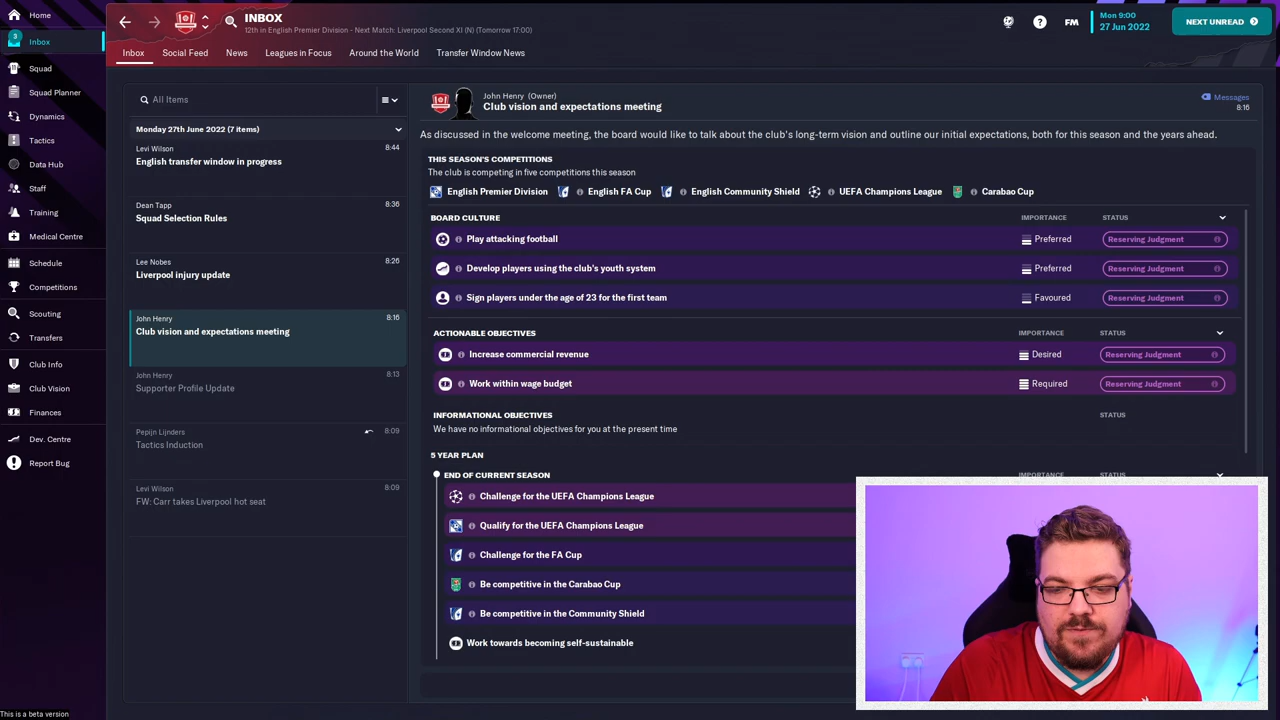 Home
3
Inbox
Squad
Squad Planner
Dynamics
Tactics
Data Hub
Staff
Training
Medical Centre
Schedule
Competitions
Scouting
Transfers
Club Info
Club Vision
Finances
Dev. Centre
Report Bug
This is a beta version
INBOX
12th in English Premier Division - Next Match: Liverpool Second XI (N) (Tomorrow 17:00)
FM
Mon 9:00
27 Jun 2022
NEXT UNREAD
Inbox Social Feed News Leagues in Focus Around the World Transfer Window News
All Items
Monday 27th June 2022 (7 items)
Levi Wilson 8:44
English transfer window in progress
Dean Tapp 8:36
Squad Selection Rules
Lee Nobes 8:26
Liverpool injury update
John Henry 8:16
Club vision and expectations meeting
John Henry 8:13
Supporter Profile Update
Pepijn Lijnders 8:09
Tactics Induction
Levi Wilson 8:09
FW: Carr takes Liverpool hot seat
John Henry (Owner)
Club vision and expectations meeting
Messages
8:16
As discussed in the welcome meeting, the board would like to talk about the club's long-term vision and outline our initial expectations, both for this season and the years ahead.
THIS SEASON'S COMPETITIONS
The club is competing in five competitions this season
English Premier Division English FA Cup English Community Shield UEFA Champions League Carabao Cup
BOARD CULTURE IMPORTANCE STATUS
Play attacking football Preferred Reserving Judgment
Develop players using the club's youth system Preferred Reserving Judgment
Sign players under the age of 23 for the first team Favoured Reserving Judgment
ACTIONABLE OBJECTIVES IMPORTANCE STATUS
Increase commercial revenue Desired Reserving Judgment
Work within wage budget Required Reserving Judgment
INFORMATIONAL OBJECTIVES STATUS
We have no informational objectives for you at the present time
5 YEAR PLAN
END OF CURRENT SEASON IMPORTANCE STATUS
Challenge for the UEFA Champions League
Qualify for the UEFA Champions League
Challenge for the FA Cup
Be competitive in the Carabao Cup
Be competitive in the Community Shield
Work towards becoming self-sustainable